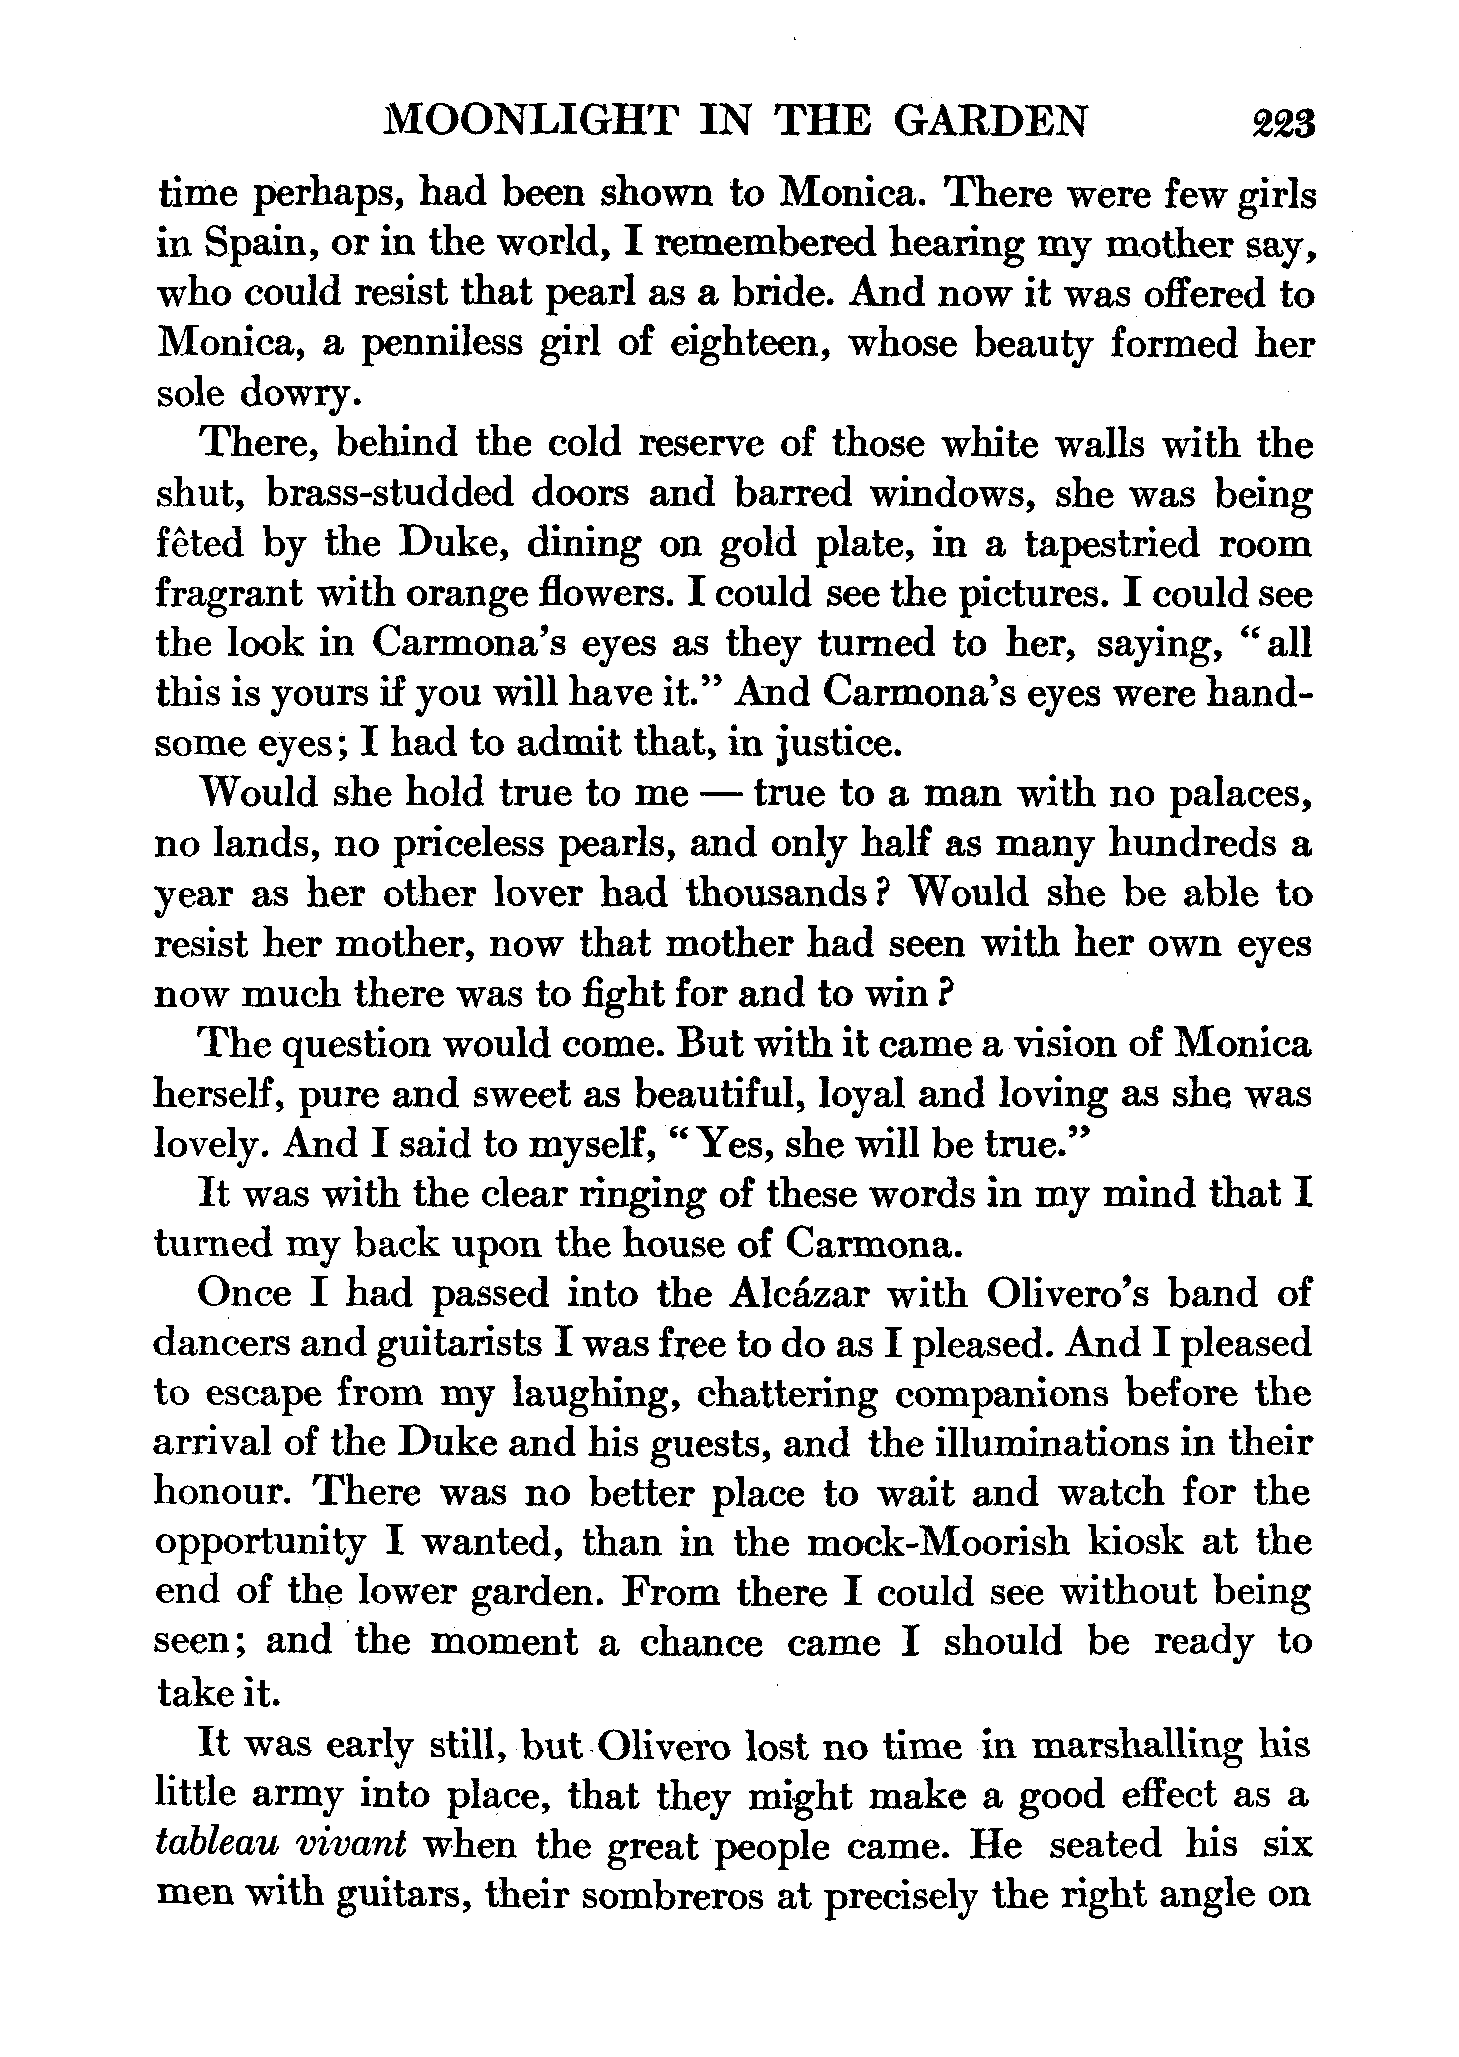 MOONLIGHT IN THE GARDEN 223
time perhaps, had been shown to Monica. There were few girls
in Spain, or in the world, I remembered hearing my mother say,
who could resist that pearl as a bride. And now it was offered to
Monica, a penniless girl of eighteen, whose beauty formed her
sole dowry.
There, behind the cold reserve of those white walls with the
shut, brass-studded doors and barred windows, she was being
fêted by the Duke, dining on gold plate, in a tapestried room
fragrant with orange flowers. I could see the pictures. I could see
the look in Carmona's eyes as they turned to her, saying, "all
this is yours if you will have it." And Carmona's eyes were hand-
some eyes; I had to admit that, in justice.
Would she hold true to me — true to a man with no palaces,
no lands, no priceless pearls, and only half as many hundreds a
year as her other lover had thousands? Would she be able to
resist her mother, now that mother had seen with her own eyes
now much there was to fight for and to win?
The question would come. But with it came a vision of Monica
herself, pure and sweet as beautiful, loyal and loving as she was
lovely. And I said to myself, "Yes, she will be true."
It was with the clear ringing of these words in my mind that I
turned my back upon the house of Carmona.
Once I had passed into the Alcázar with Olivero's band of
dancers and guitarists I was free to do as I pleased. And I pleased
to escape from my laughing, chattering companions before the
arrival of the Duke and his guests, and the illuminations in their
honour. There was no better place to wait and watch for the
opportunity I wanted, than in the mock-Moorish kiosk at the
end of the lower garden. From there I could see without being
seen; and the moment a chance came I should be ready to
take it.
It was early still, but Olivero lost no time in marshalling his
little army into place, that they might make a good effect as a
tableau vivant when the great people came. He seated his six
men with guitars, their sombreros at precisely the right angle on